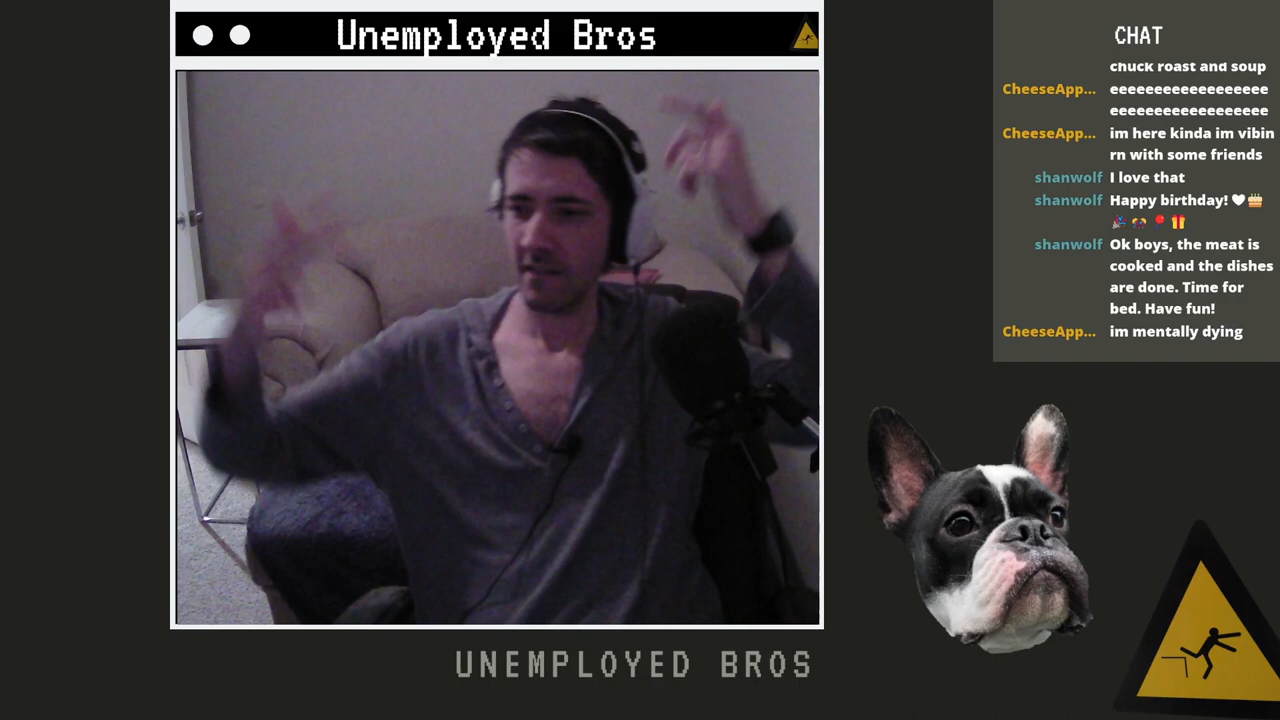 Unemployed Bros
CHAT
chuck roast and soup
CheeseApp... eeeeeeeeeeeeeeeeee
eeeeeeeeeeeeeeeeee
CheeseApp... im here kinda im vibin
rn with some friends
shanwolf I love that
shanwolf Happy birthday! 🤍🎂
🎉🎊🎈🎁
shanwolf Ok boys, the meat is
cooked and the dishes
are done. Time for
bed. Have fun!
CheeseApp... im mentally dying
UNEMPLOYED BROS